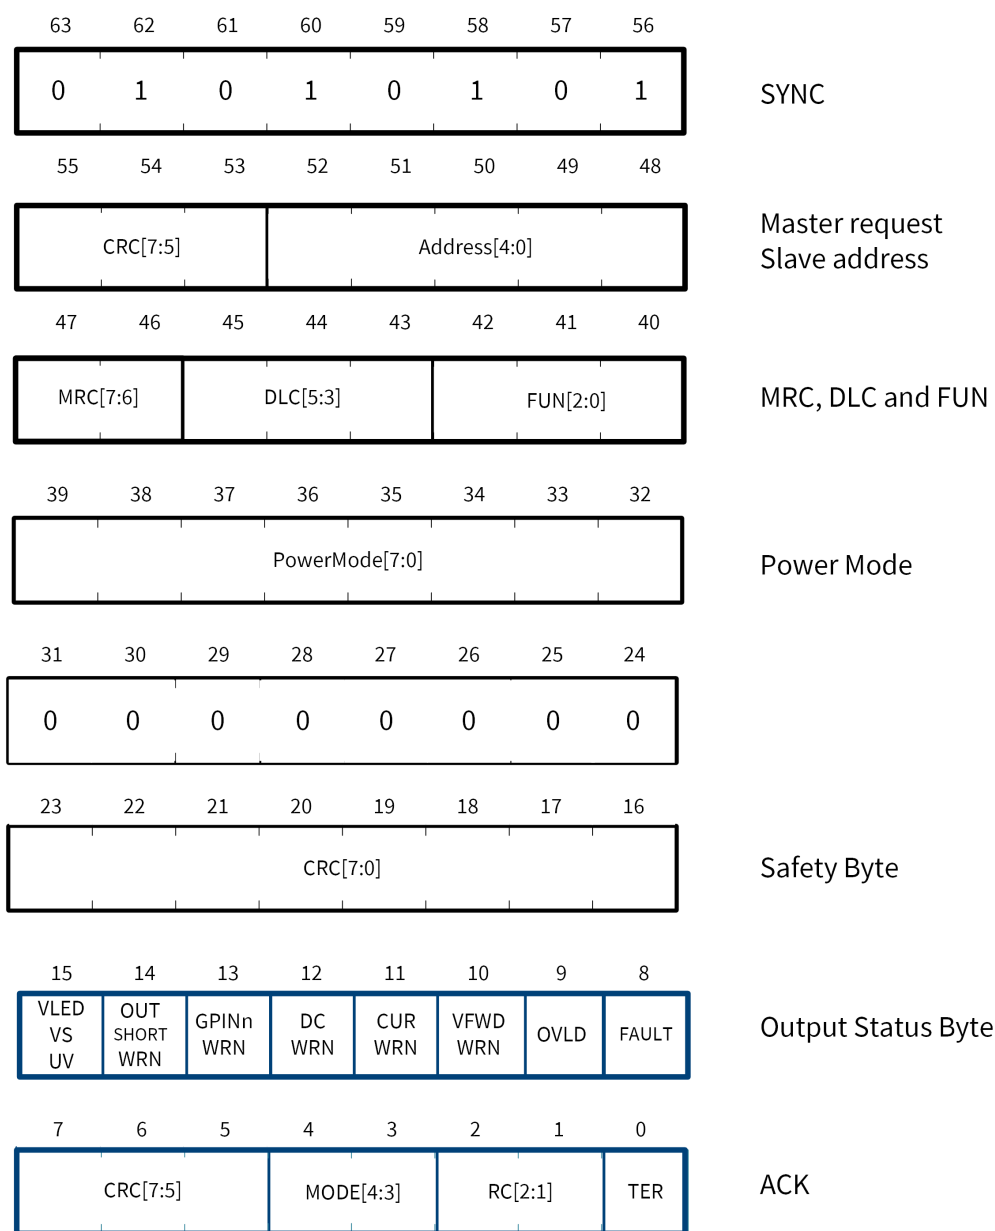 63 62 61 60 59 58 57 56
0 1 0 1 0 1 0 1
SYNC
55 54 53 52 51 50 49 48
CRC[7:5] Address[4:0]
Master request
Slave address
47 46 45 44 43 42 41 40
MRC[7:6] DLC[5:3] FUN[2:0]
MRC, DLC and FUN
39 38 37 36 35 34 33 32
PowerMode[7:0]
Power Mode
31 30 29 28 27 26 25 24
0 0 0 0 0 0 0 0
23 22 21 20 19 18 17 16
CRC[7:0]
Safety Byte
15 14 13 12 11 10 9 8
VLED
VS
UV
OUT
SHORT
WRN
GPINn
WRN
DC
WRN
CUR
WRN
VFWD
WRN
OVLD
FAULT
Output Status Byte
7 6 5 4 3 2 1 0
CRC[7:5] MODE[4:3] RC[2:1] TER
ACK